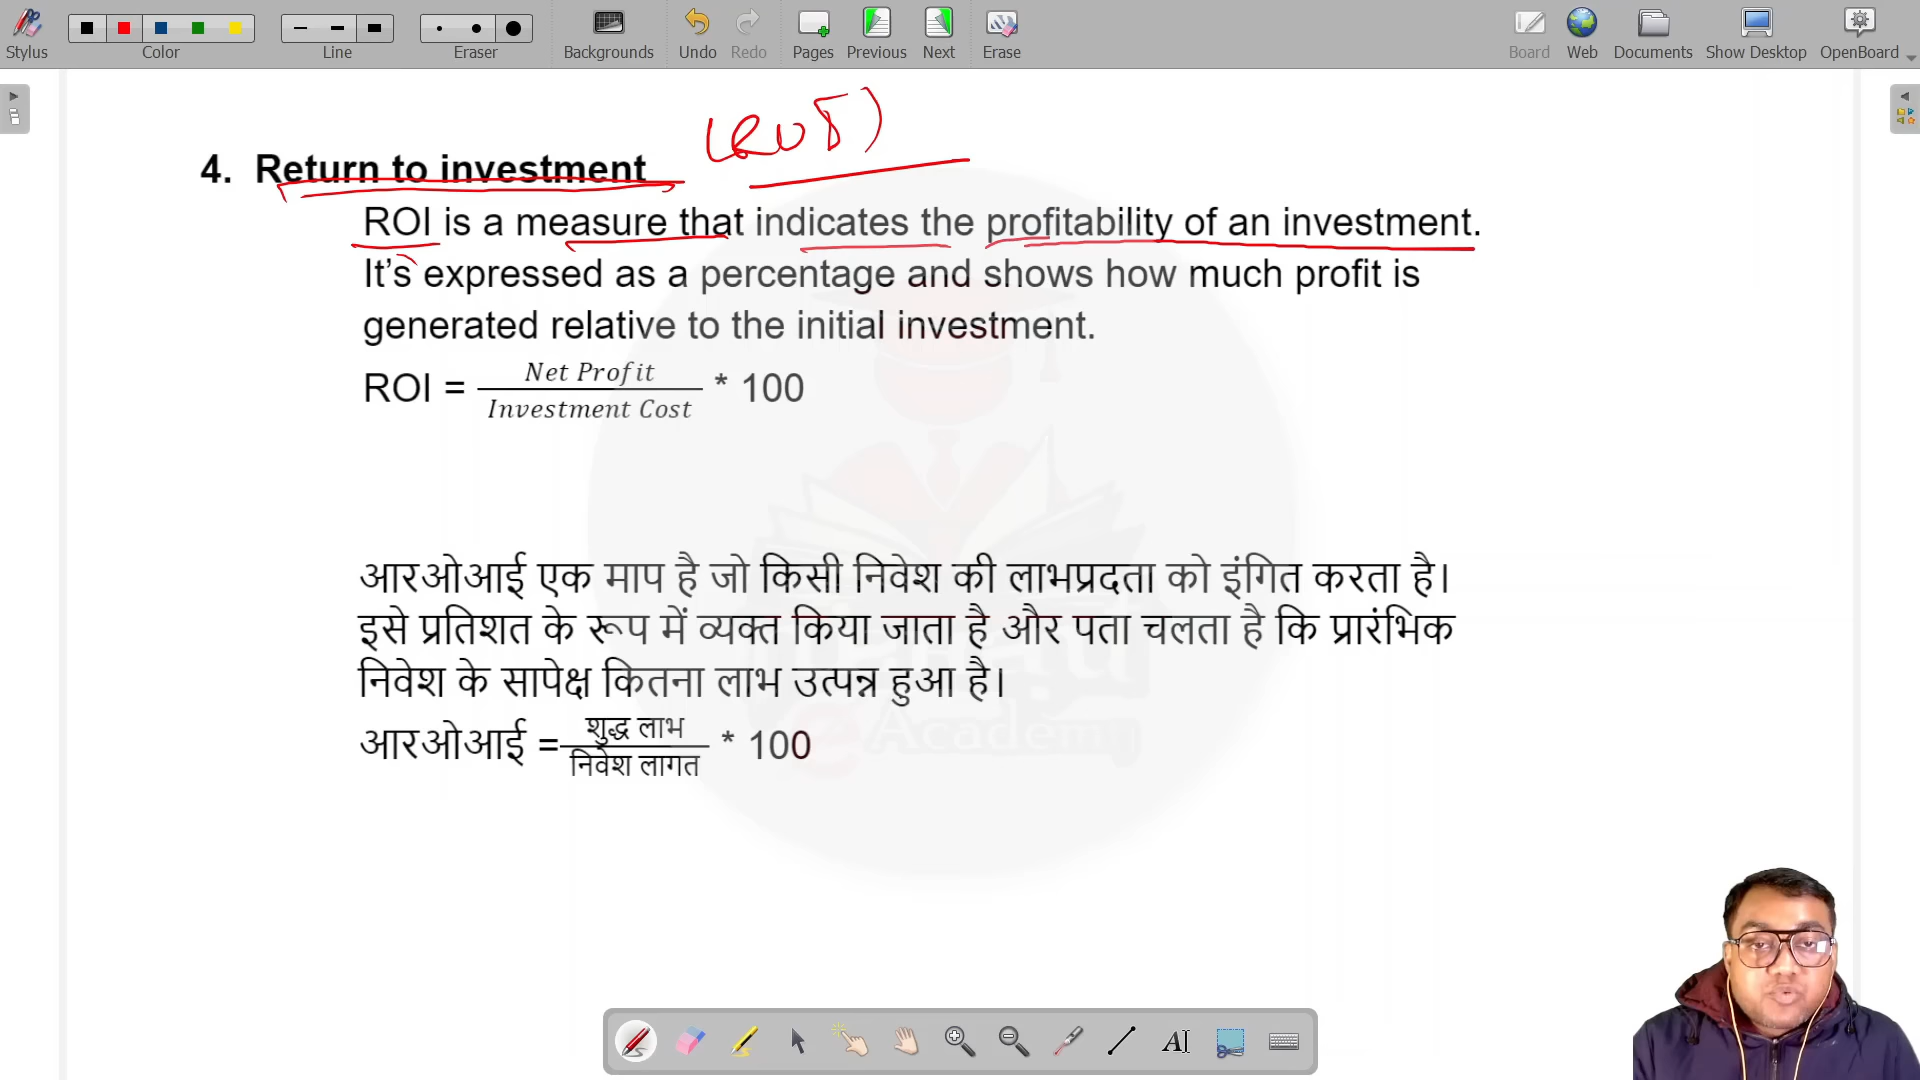 Stylus
Color
Line
Eraser
Backgrounds
Undo
Redo
Pages
Previous
Next
Erase
Board
Web
Documents
Show Desktop
OpenBoard
4. Return to investment
ROI is a measure that indicates the profitability of an investment.
It's expressed as a percentage and shows how much profit is
generated relative to the initial investment.
ROI = Net Profit / Investment Cost * 100
आरओआई एक माप है जो किसी निवेश की लाभप्रदता को इंगित करता है।
इसे प्रतिशत के रूप में व्यक्त किया जाता है और पता चलता है कि प्रारंभिक
निवेश के सापेक्ष कितना लाभ उत्पन्न हुआ है।
आरओआई = शुद्ध लाभ / निवेश लागत * 100
Academy